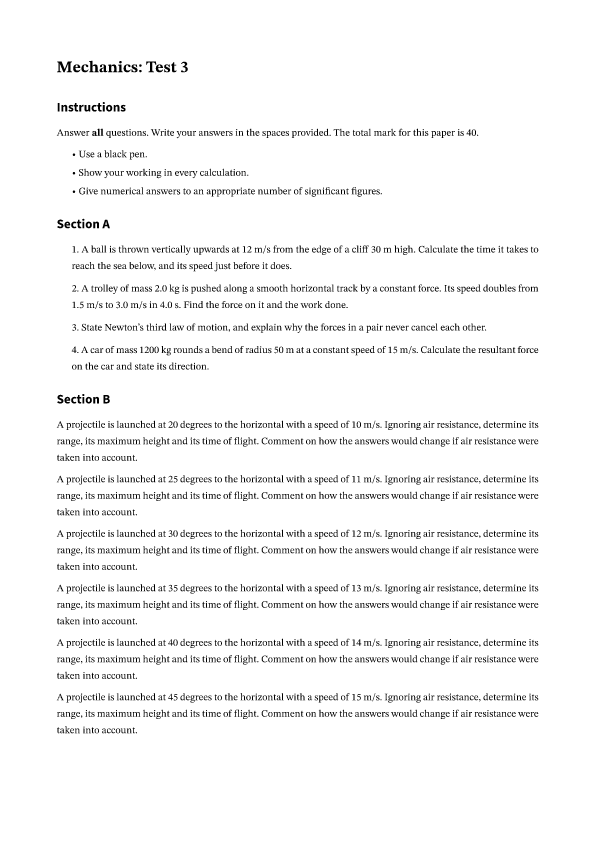 Mechanics: Test 3
Instructions
Answer all questions. Write your answers in the spaces provided. The total mark for this paper is 40.
• Use a black pen.
• Show your working in every calculation.
• Give numerical answers to an appropriate number of significant figures.
Section A
1. A ball is thrown vertically upwards at 12 m/s from the edge of a cliff 30 m high. Calculate the time it takes to
reach the sea below, and its speed just before it does.
2. A trolley of mass 2.0 kg is pushed along a smooth horizontal track by a constant force. Its speed doubles from
1.5 m/s to 3.0 m/s in 4.0 s. Find the force on it and the work done.
3. State Newton's third law of motion, and explain why the forces in a pair never cancel each other.
4. A car of mass 1200 kg rounds a bend of radius 50 m at a constant speed of 15 m/s. Calculate the resultant force
on the car and state its direction.
Section B
A projectile is launched at 20 degrees to the horizontal with a speed of 10 m/s. Ignoring air resistance, determine its
range, its maximum height and its time of flight. Comment on how the answers would change if air resistance were
taken into account.
A projectile is launched at 25 degrees to the horizontal with a speed of 11 m/s. Ignoring air resistance, determine its
range, its maximum height and its time of flight. Comment on how the answers would change if air resistance were
taken into account.
A projectile is launched at 30 degrees to the horizontal with a speed of 12 m/s. Ignoring air resistance, determine its
range, its maximum height and its time of flight. Comment on how the answers would change if air resistance were
taken into account.
A projectile is launched at 35 degrees to the horizontal with a speed of 13 m/s. Ignoring air resistance, determine its
range, its maximum height and its time of flight. Comment on how the answers would change if air resistance were
taken into account.
A projectile is launched at 40 degrees to the horizontal with a speed of 14 m/s. Ignoring air resistance, determine its
range, its maximum height and its time of flight. Comment on how the answers would change if air resistance were
taken into account.
A projectile is launched at 45 degrees to the horizontal with a speed of 15 m/s. Ignoring air resistance, determine its
range, its maximum height and its time of flight. Comment on how the answers would change if air resistance were
taken into account.